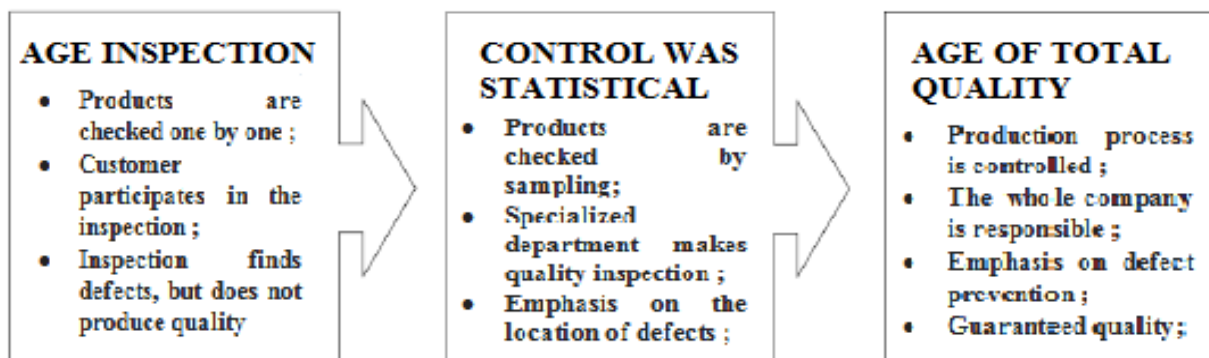 AGE INSPECTION
● Products are
checked one by one ;
● Customer
participates in the
inspection ;
● Inspection finds
defects, but does not
produce quality
CONTROL WAS
STATISTICAL
● Products are
checked by
sampling;
● Specialized
department makes
quality inspection ;
● Emphasis on the
location of defects ;
AGE OF TOTAL
QUALITY
● Production process
is controlled ;
● The whole company
is responsible ;
● Emphasis on defect
prevention ;
● Guaranteed quality;